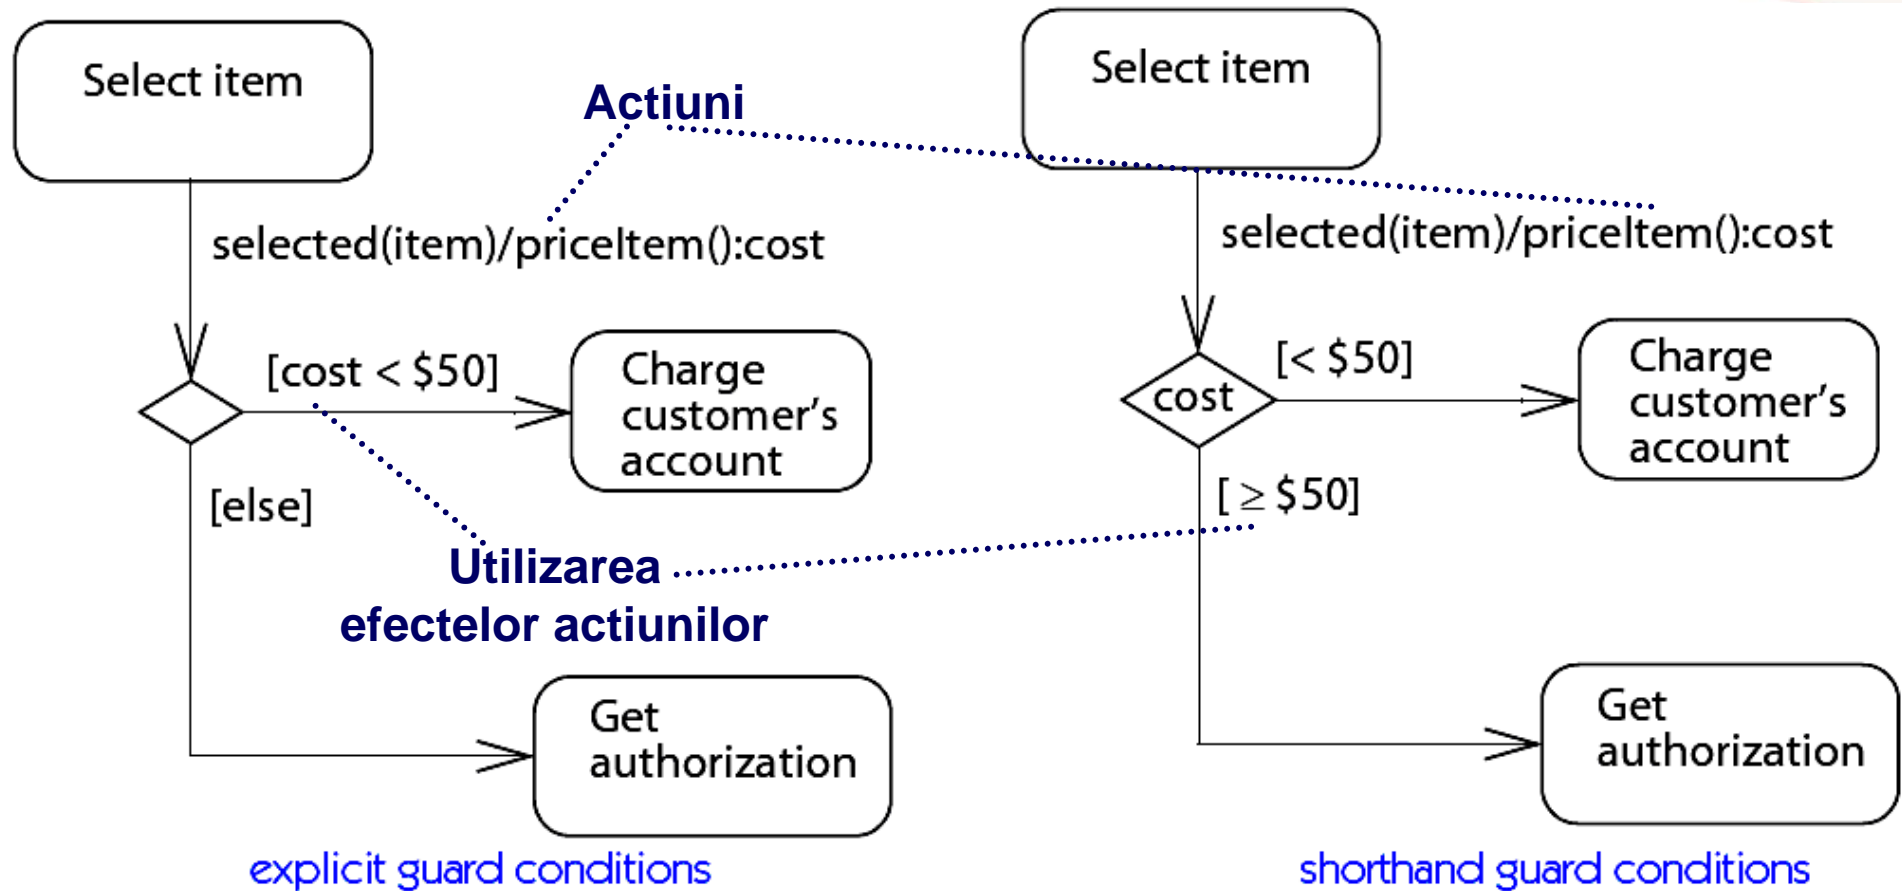 Select item
Actiuni
selected(item)/priceItem():cost
[cost < $50]
Charge
customer's
account
[else]
Utilizarea
efectelor actiunilor
Get
authorization
explicit guard conditions
Select item
selected(item)/priceItem():cost
cost
[< $50]
Charge
customer's
account
[ ≥ $50]
Get
authorization
shorthand guard conditions